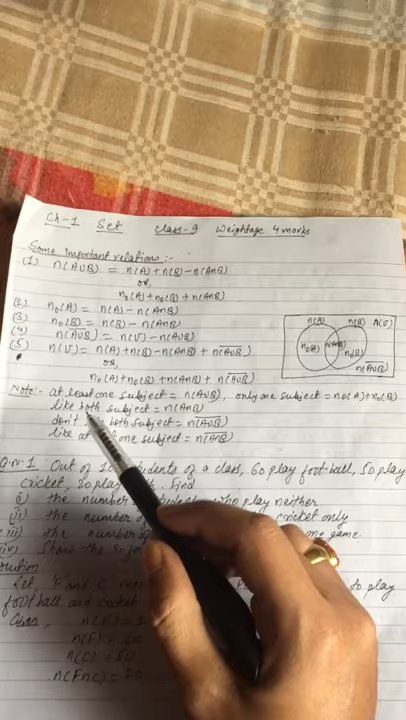 Ch-1 Set Class-9 Weightage 4 marks
Some important relations :-
(1) n(A∪B) = n(A)+n(B)-n(A∩B)
or,
n₀(A)+n₀(B)+n(A∩B)
(2) n₀(A) = n(A) - n(A∩B)
(3) n₀(B) = n(B) - n(A∩B)
(4) n(A̅∪̅B̅) = n(U) - n(A∪B)
(5) n(U) = n(A)+n(B)-n(A∩B) + n(A̅∪̅B̅)
or,
n₀(A)+n₀(B)+n(A∩B) + n(A̅∪̅B̅)
n(A) n(B) n(U)
n₀(A) n(A∩B) n₀(B)
n(A̅∪̅B̅)
Note:- at least one subject = n(A∪B), only one subject = n₀(A)+n₀(B)
like both subject = n(A∩B)
don't both subject = n(A̅∪̅B̅)
like at one subject = n(A̅∩̅B̅)
Q.N.1 Out of students of a class, 60 play foot-ball, 50 play
cricket, 20 play Find
i) the number who play neither
(ii) the number of cricket only
(iii) the number game.
(iv) Show the
Let, F and C to play
football and cricket
Given, n(U) =
n(F) = 60
n(C) = 50
n(F∩C) = 20